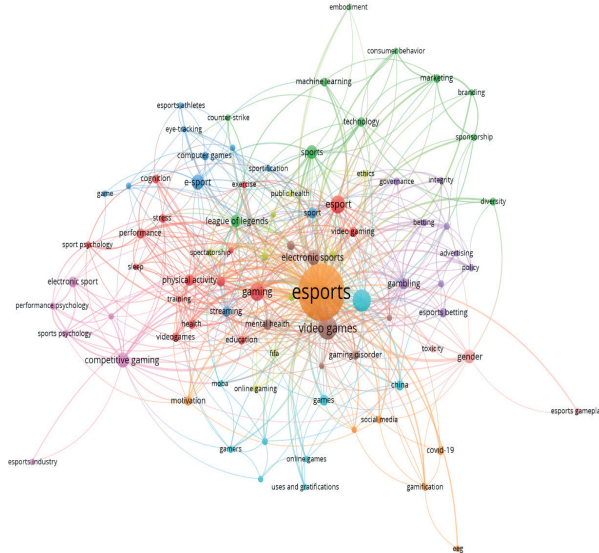 embodiment
consumer behavior
machine learning
marketing
branding
esports athletes
counter strike
technology
eye-tracking
sponsorship
computer games
sports
cognition
e-sport
sportification
ethics
exercise
public health
governance
integrity
game
diversity
stress
league of legends
sport
esport
betting
performance
video gaming
sport psychology
spectatorship
electronic sports
advertising
sleep
policy
electronic sport
physical activity
gaming
esports
gambling
training
performance psychology
streaming
esports betting
health
mental health
video games
sports psychology
videogames
education
toxicity
competitive gaming
fifa
gaming disorder
gender
moba
online gaming
china
motivation
games
esports gamepla
social media
gamers
covid-19
esports industry
online games
uses and gratifications
gamification
eeg